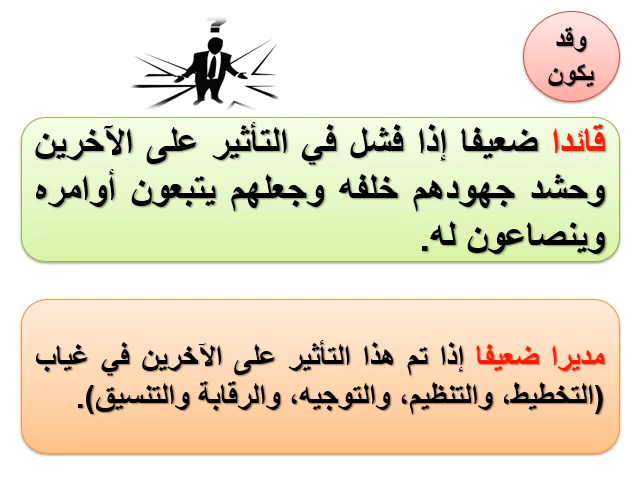 وقد
يكون
?
قائدا ضعيفا إذا فشل في التأثير على الآخرين
وحشد جهودهم خلفه وجعلهم يتبعون أوامره
وينصاعون له.
مديرا ضعيفا إذا تم هذا التأثير على الآخرين في غياب
(التخطيط، والتنظيم، والتوجيه، والرقابة والتنسيق).